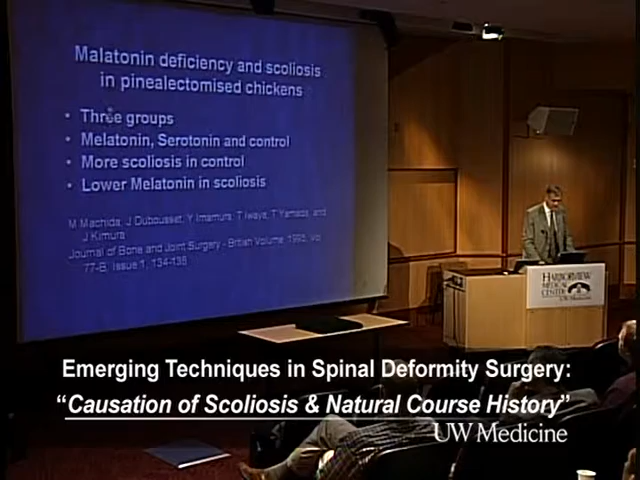 Malatonin deficiency and scoliosis
in pinealectomised chickens
• Three groups
• Melatonin, Serotonin and control
• More scoliosis in control
• Lower Melatonin in scoliosis
M Machida, J Dubousset, Y Imamura, T Iwaya, T Yamada, and
J Kimura
Journal of Bone and Joint Surgery - British Volume, 1995, Vol
77-B, Issue 1, 134-138
HARBORVIEW
MEDICAL
CENTER
UW Medicine
Emerging Techniques in Spinal Deformity Surgery:
“Causation of Scoliosis & Natural Course History”
UW Medicine